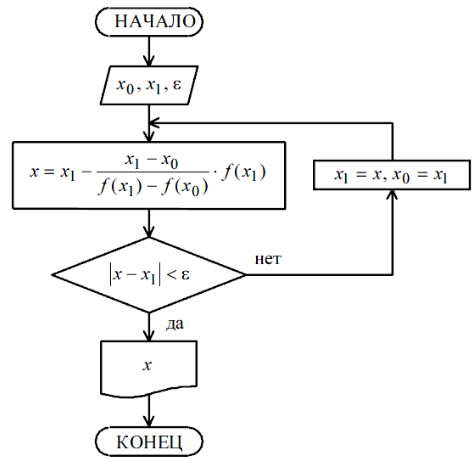 НАЧАЛО
x₀, x₁, ε
x = x₁ − (x₁ − x₀) / (f(x₁) − f(x₀)) · f(x₁)
x₁ = x, x₀ = x₁
|x − x₁| < ε
нет
да
x
КОНЕЦ